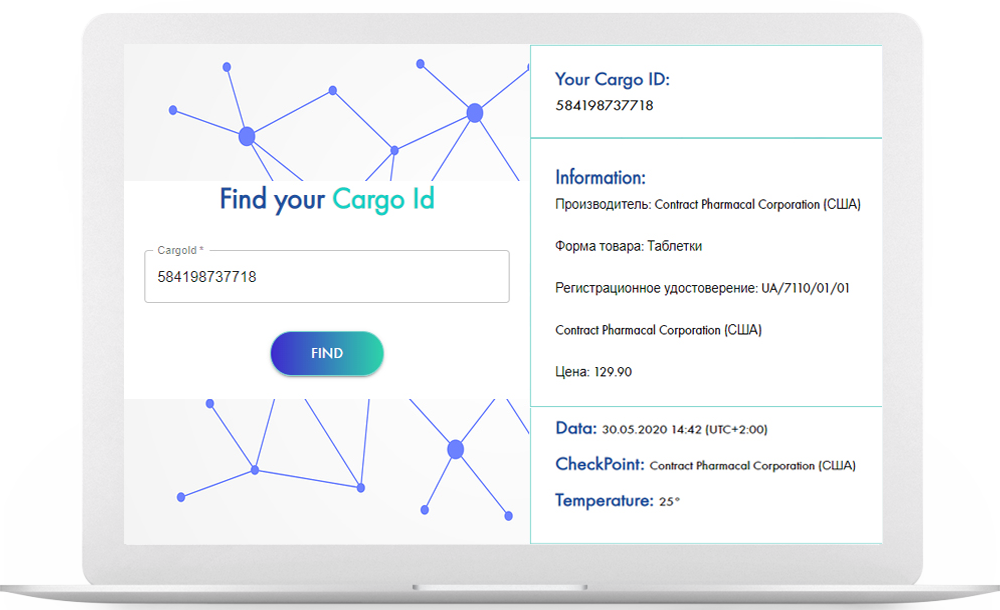 Find your Cargo Id
CargoId *
584198737718
FIND
Your Cargo ID:
584198737718
Information:
Производитель: Contract Pharmacal Corporation (США)
Форма товара: Таблетки
Регистрационное удостоверение: UA/7110/01/01
Contract Pharmacal Corporation (США)
Цена: 129.90
Data: 30.05.2020 14:42 (UTC+2:00)
CheckPoint: Contract Pharmacal Corporation (США)
Temperature: 25°